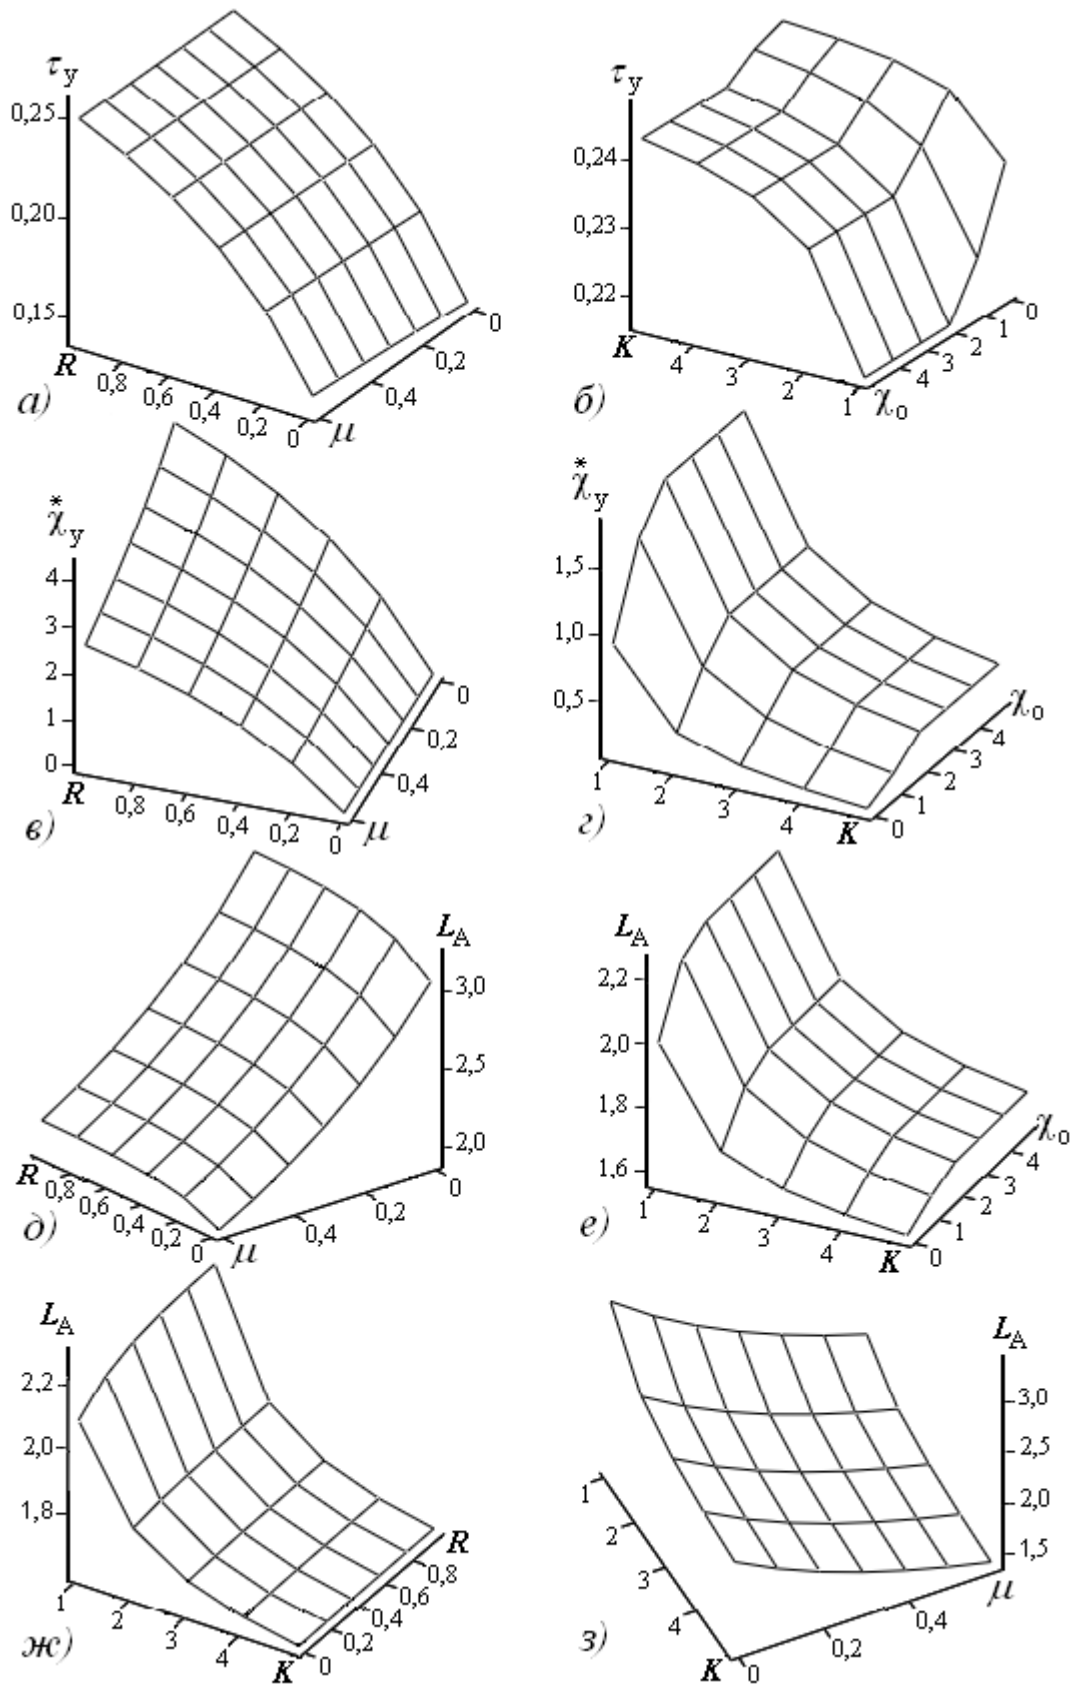 τу
0,25
0,20
0,15
R 0,8 0,6 0,4 0,2 0 μ
0,4 0,2 0
а)
τу
0,24
0,23
0,22
K 4 3 2 1 χо
4 3 2 1 0
б)
*
χу
4
3
2
1
0
R 0,8 0,6 0,4 0,2 0 μ
0,4 0,2 0
в)
*
χу
1,5
1,0
0,5
1 2 3 4 K
0 1 2 3 4 χо
г)
LА
3,0
2,5
2,0
R 0,8 0,6 0,4 0,2 0 μ
0,4 0,2 0
д)
LА
2,2
2,0
1,8
1,6
1 2 3 4 K
0 1 2 3 4 χо
е)
LА
2,2
2,0
1,8
1 2 3 4 K
0 0,2 0,4 0,6 0,8 R
ж)
LА
3,0
2,5
2,0
1,5
1 2 3 4 K
0 0,2 0,4 μ
з)